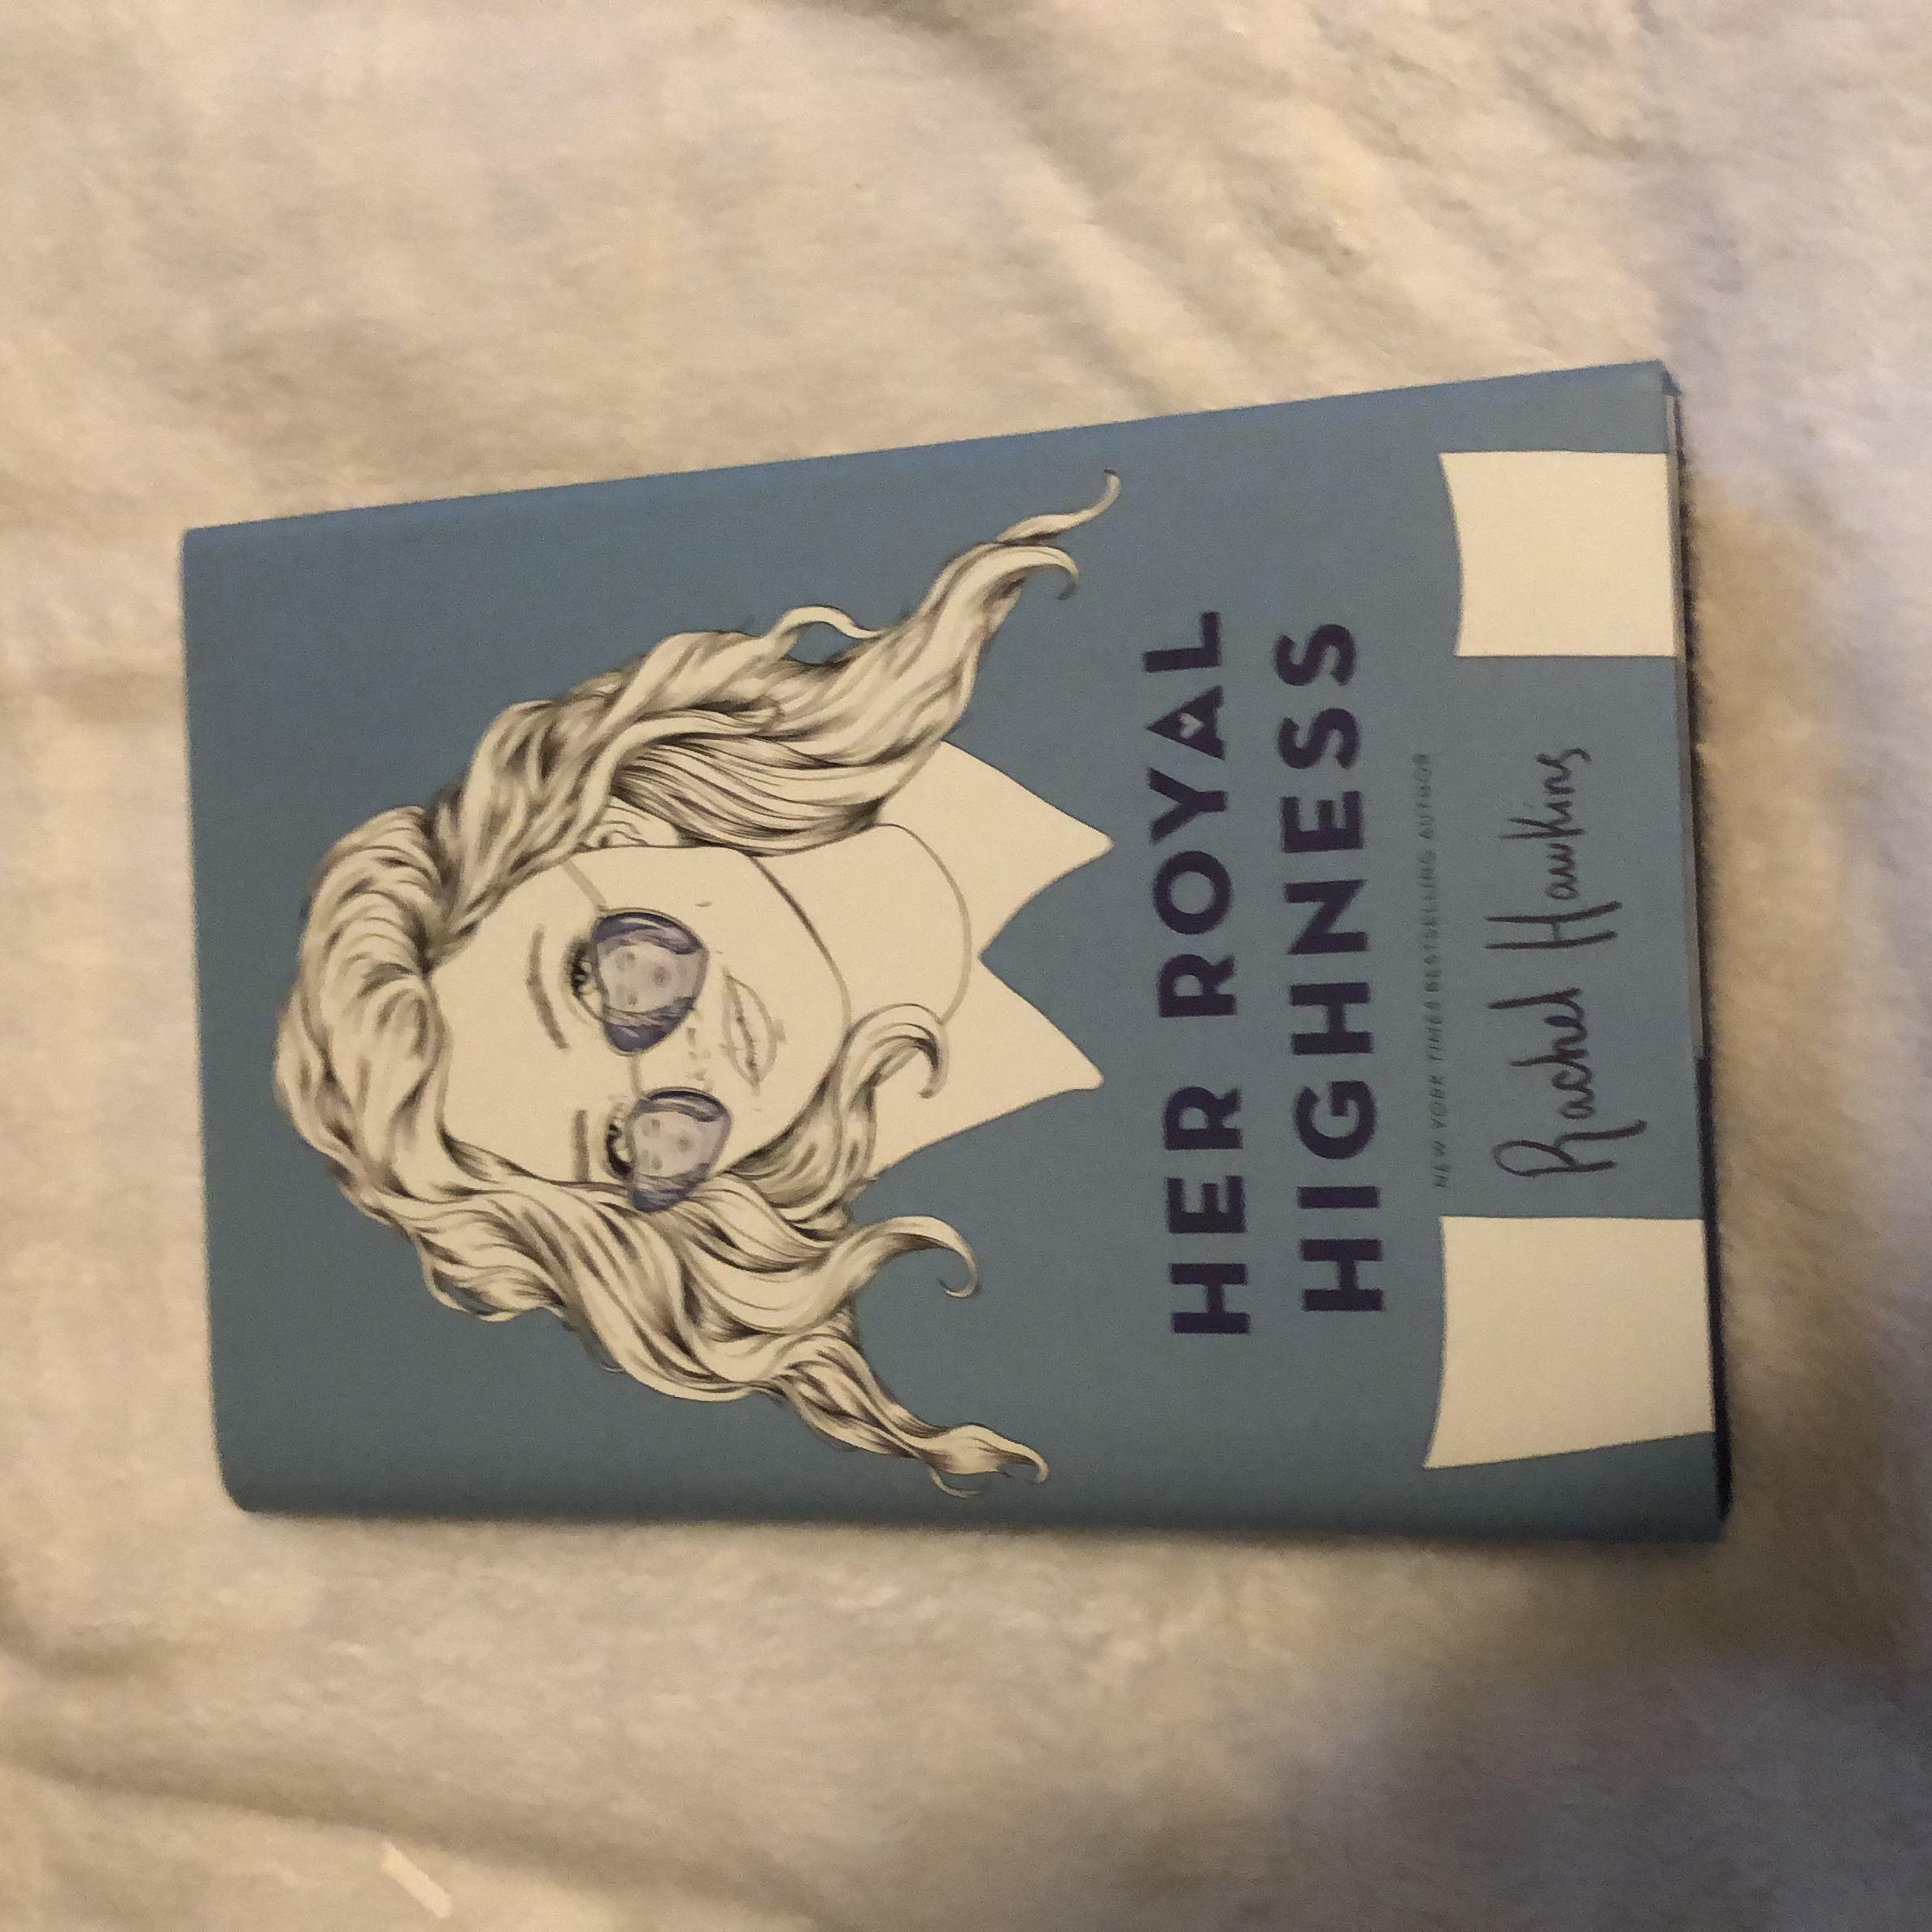 HER ROYAL
HIGHNESS
NEW YORK TIMES BESTSELLING AUTHOR
Rachel Hawkins